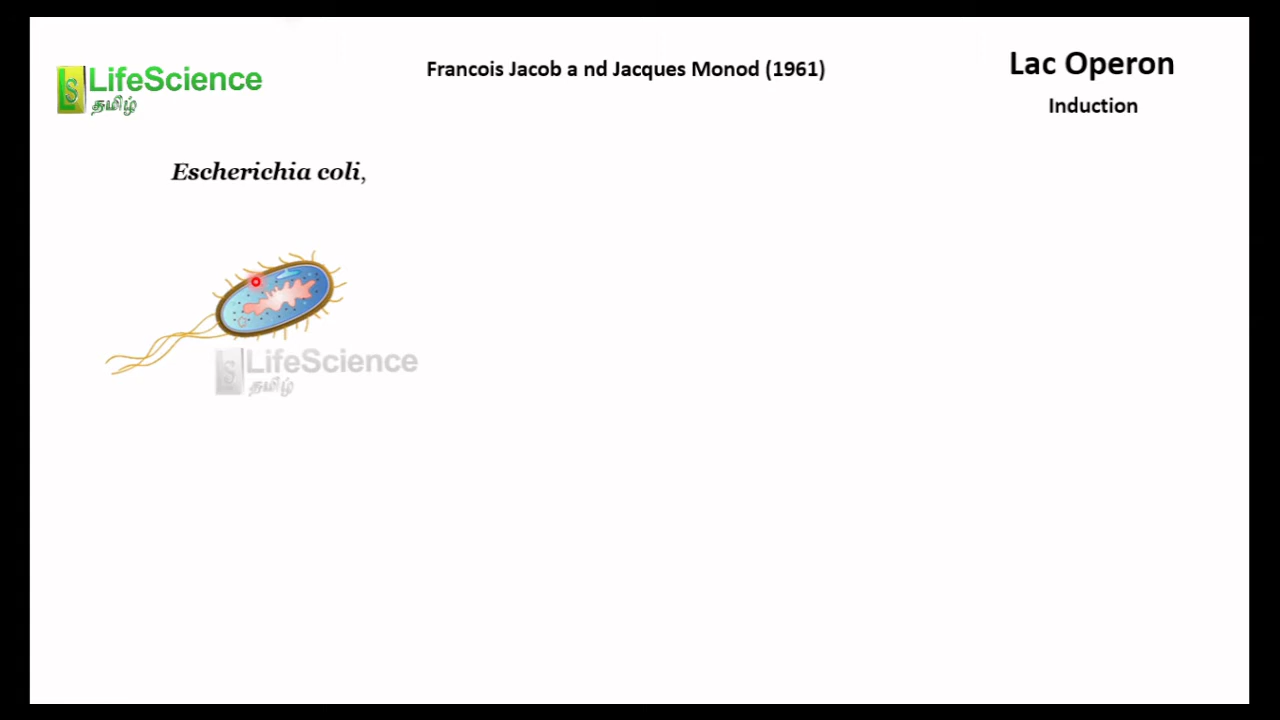 LifeScience
தமிழ்
Francois Jacob a nd Jacques Monod (1961)
Lac Operon
Induction
Escherichia coli,
LifeScience
தமிழ்